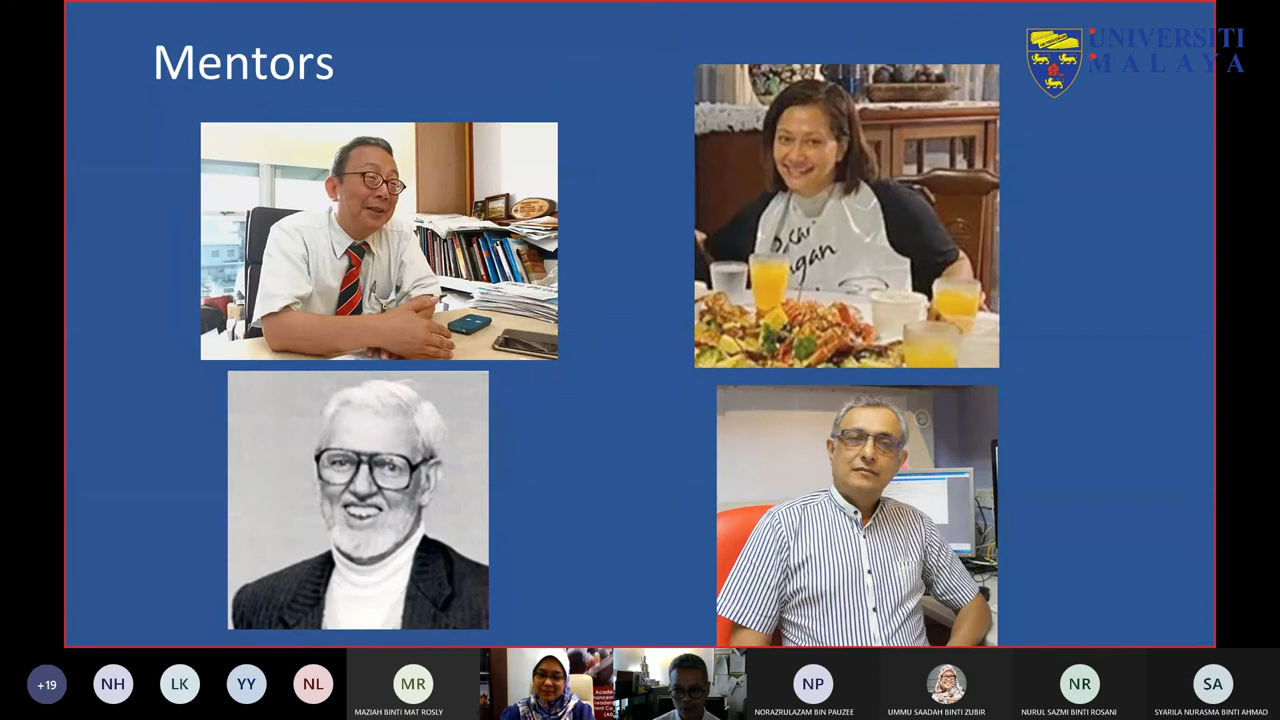 Mentors
UNIVERSITI
MALAYA
+19
NH
LK
YY
NL
MR
MAZIAH BINTI MAT ROSLY
NP
NORAZRULAZAM BIN PAUZEE
UMMU SAADAH BINTI ZUBIR
NR
NURUL SAZMI BINTI ROSANI
SA
SYARILA NURASMA BINTI AHMAD